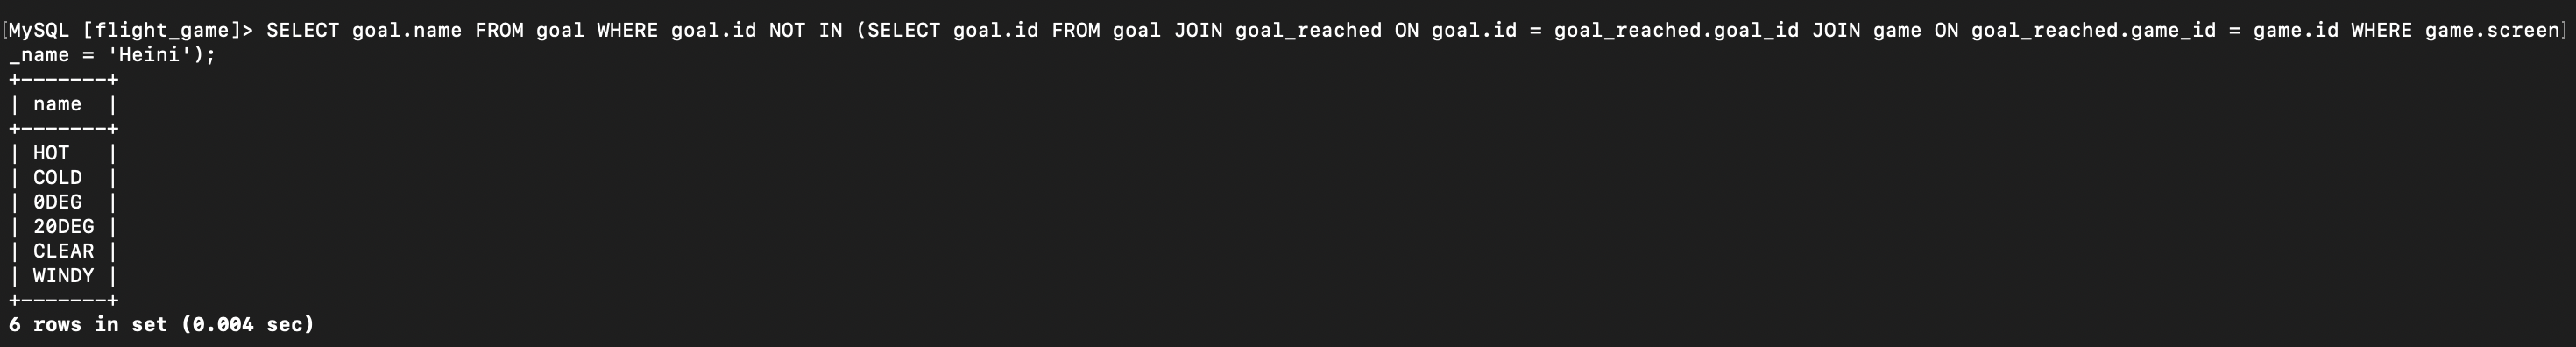 [MySQL [flight_game]> SELECT goal.name FROM goal WHERE goal.id NOT IN (SELECT goal.id FROM goal JOIN goal_reached ON goal.id = goal_reached.goal_id JOIN game ON goal_reached.game_id = game.id WHERE game.screen]
_name = 'Heini');
+-------+
| name  |
+-------+
| HOT   |
| COLD  |
| 0DEG  |
| 20DEG |
| CLEAR |
| WINDY |
+-------+
6 rows in set (0.004 sec)